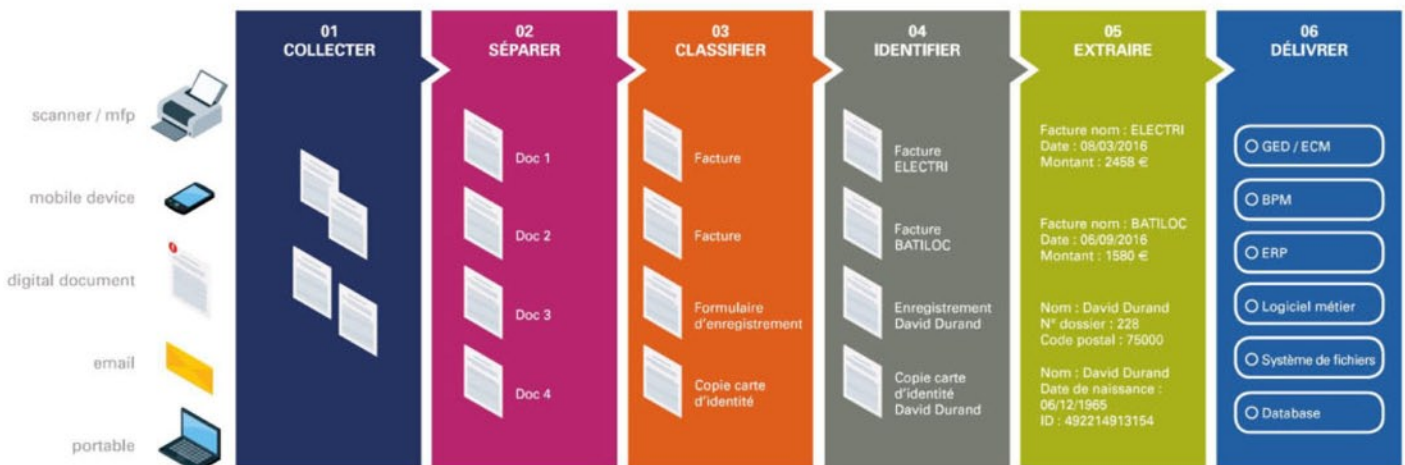 scanner / mfp
mobile device
digital document
email
portable
01
COLLECTER
02
SÉPARER
Doc 1
Doc 2
Doc 3
Doc 4
03
CLASSIFIER
Facture
Facture
Formulaire
d'enregistrement
Copie carte
d'identité
04
IDENTIFIER
Facture
ELECTRI
Facture
BATILOC
Enregistrement
David Durand
Copie carte
d'identité
David Durand
05
EXTRAIRE
Facture nom : ELECTRI
Date : 08/03/2016
Montant : 2458 €
Facture nom : BATILOC
Date : 06/09/2016
Montant : 1580 €
Nom : David Durand
N° dossier : 228
Code postal : 75000
Nom : David Durand
Date de naissance :
06/12/1965
ID : 492214913154
06
DÉLIVRER
GED / ECM
BPM
ERP
Logiciel métier
Système de fichiers
Database